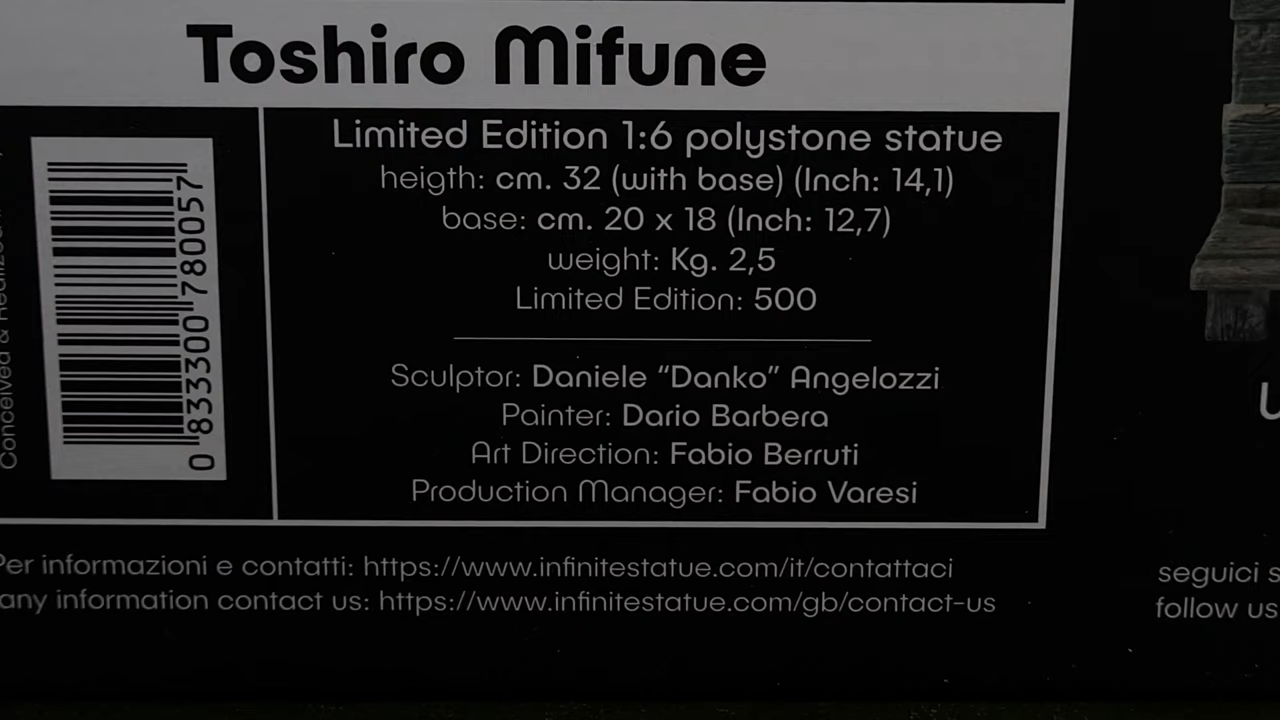 Toshiro Mifune
Limited Edition 1:6 polystone statue
heigth: cm. 32 (with base) (Inch: 14,1)
base: cm. 20 x 18 (Inch: 12,7)
weight: Kg. 2,5
Limited Edition: 500
Sculptor: Daniele “Danko” Angelozzi
Painter: Dario Barbera
Art Direction: Fabio Berruti
Production Manager: Fabio Varesi
0 833300 780057
Conceived &
Per informazioni e contatti: https://www.infinitestatue.com/it/contattaci
any information contact us: https://www.infinitestatue.com/gb/contact-us
seguici
follow us